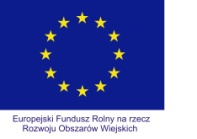 Europejski Fundusz Rolny na rzecz
Rozwoju Obszarów Wiejskich